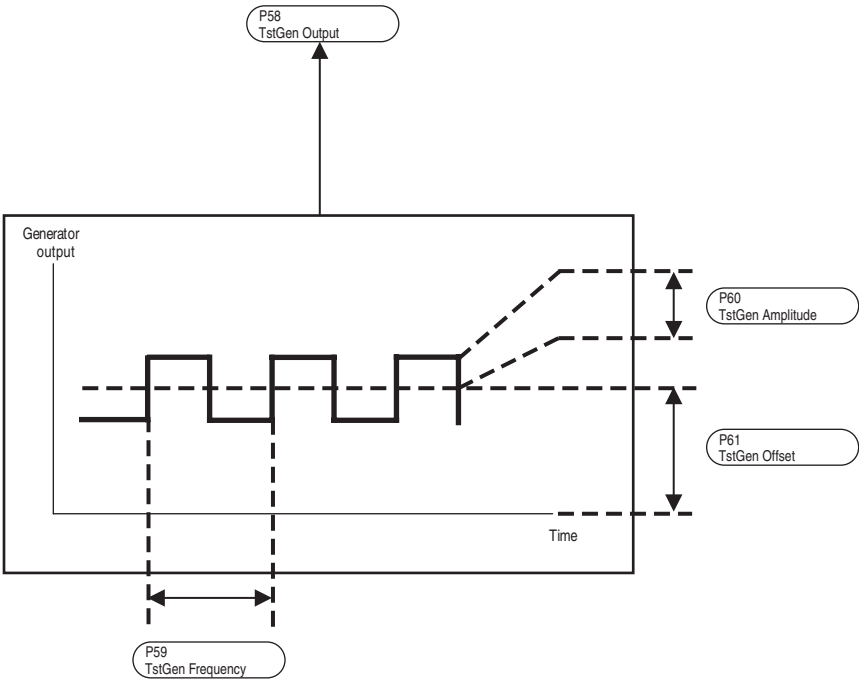 P58
TstGen Output
Generator
output
P60
TstGen Amplitude
P61
TstGen Offset
Time
P59
TstGen Frequency